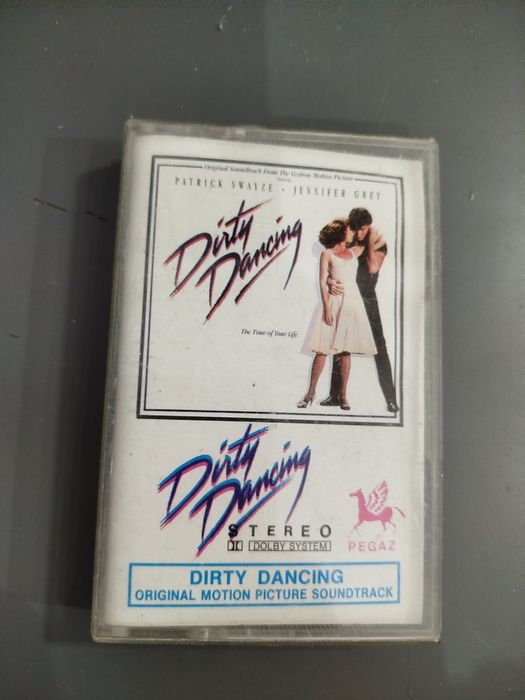 Original Soundtrack From The Vestron Motion Picture
Starring
PATRICK SWAYZE · JENNIFER GREY
Dirty
Dancing
The Time of Your Life
Dirty
Dancing
STEREO
DOLBY SYSTEM
PEGAZ
DIRTY DANCING
ORIGINAL MOTION PICTURE SOUNDTRACK